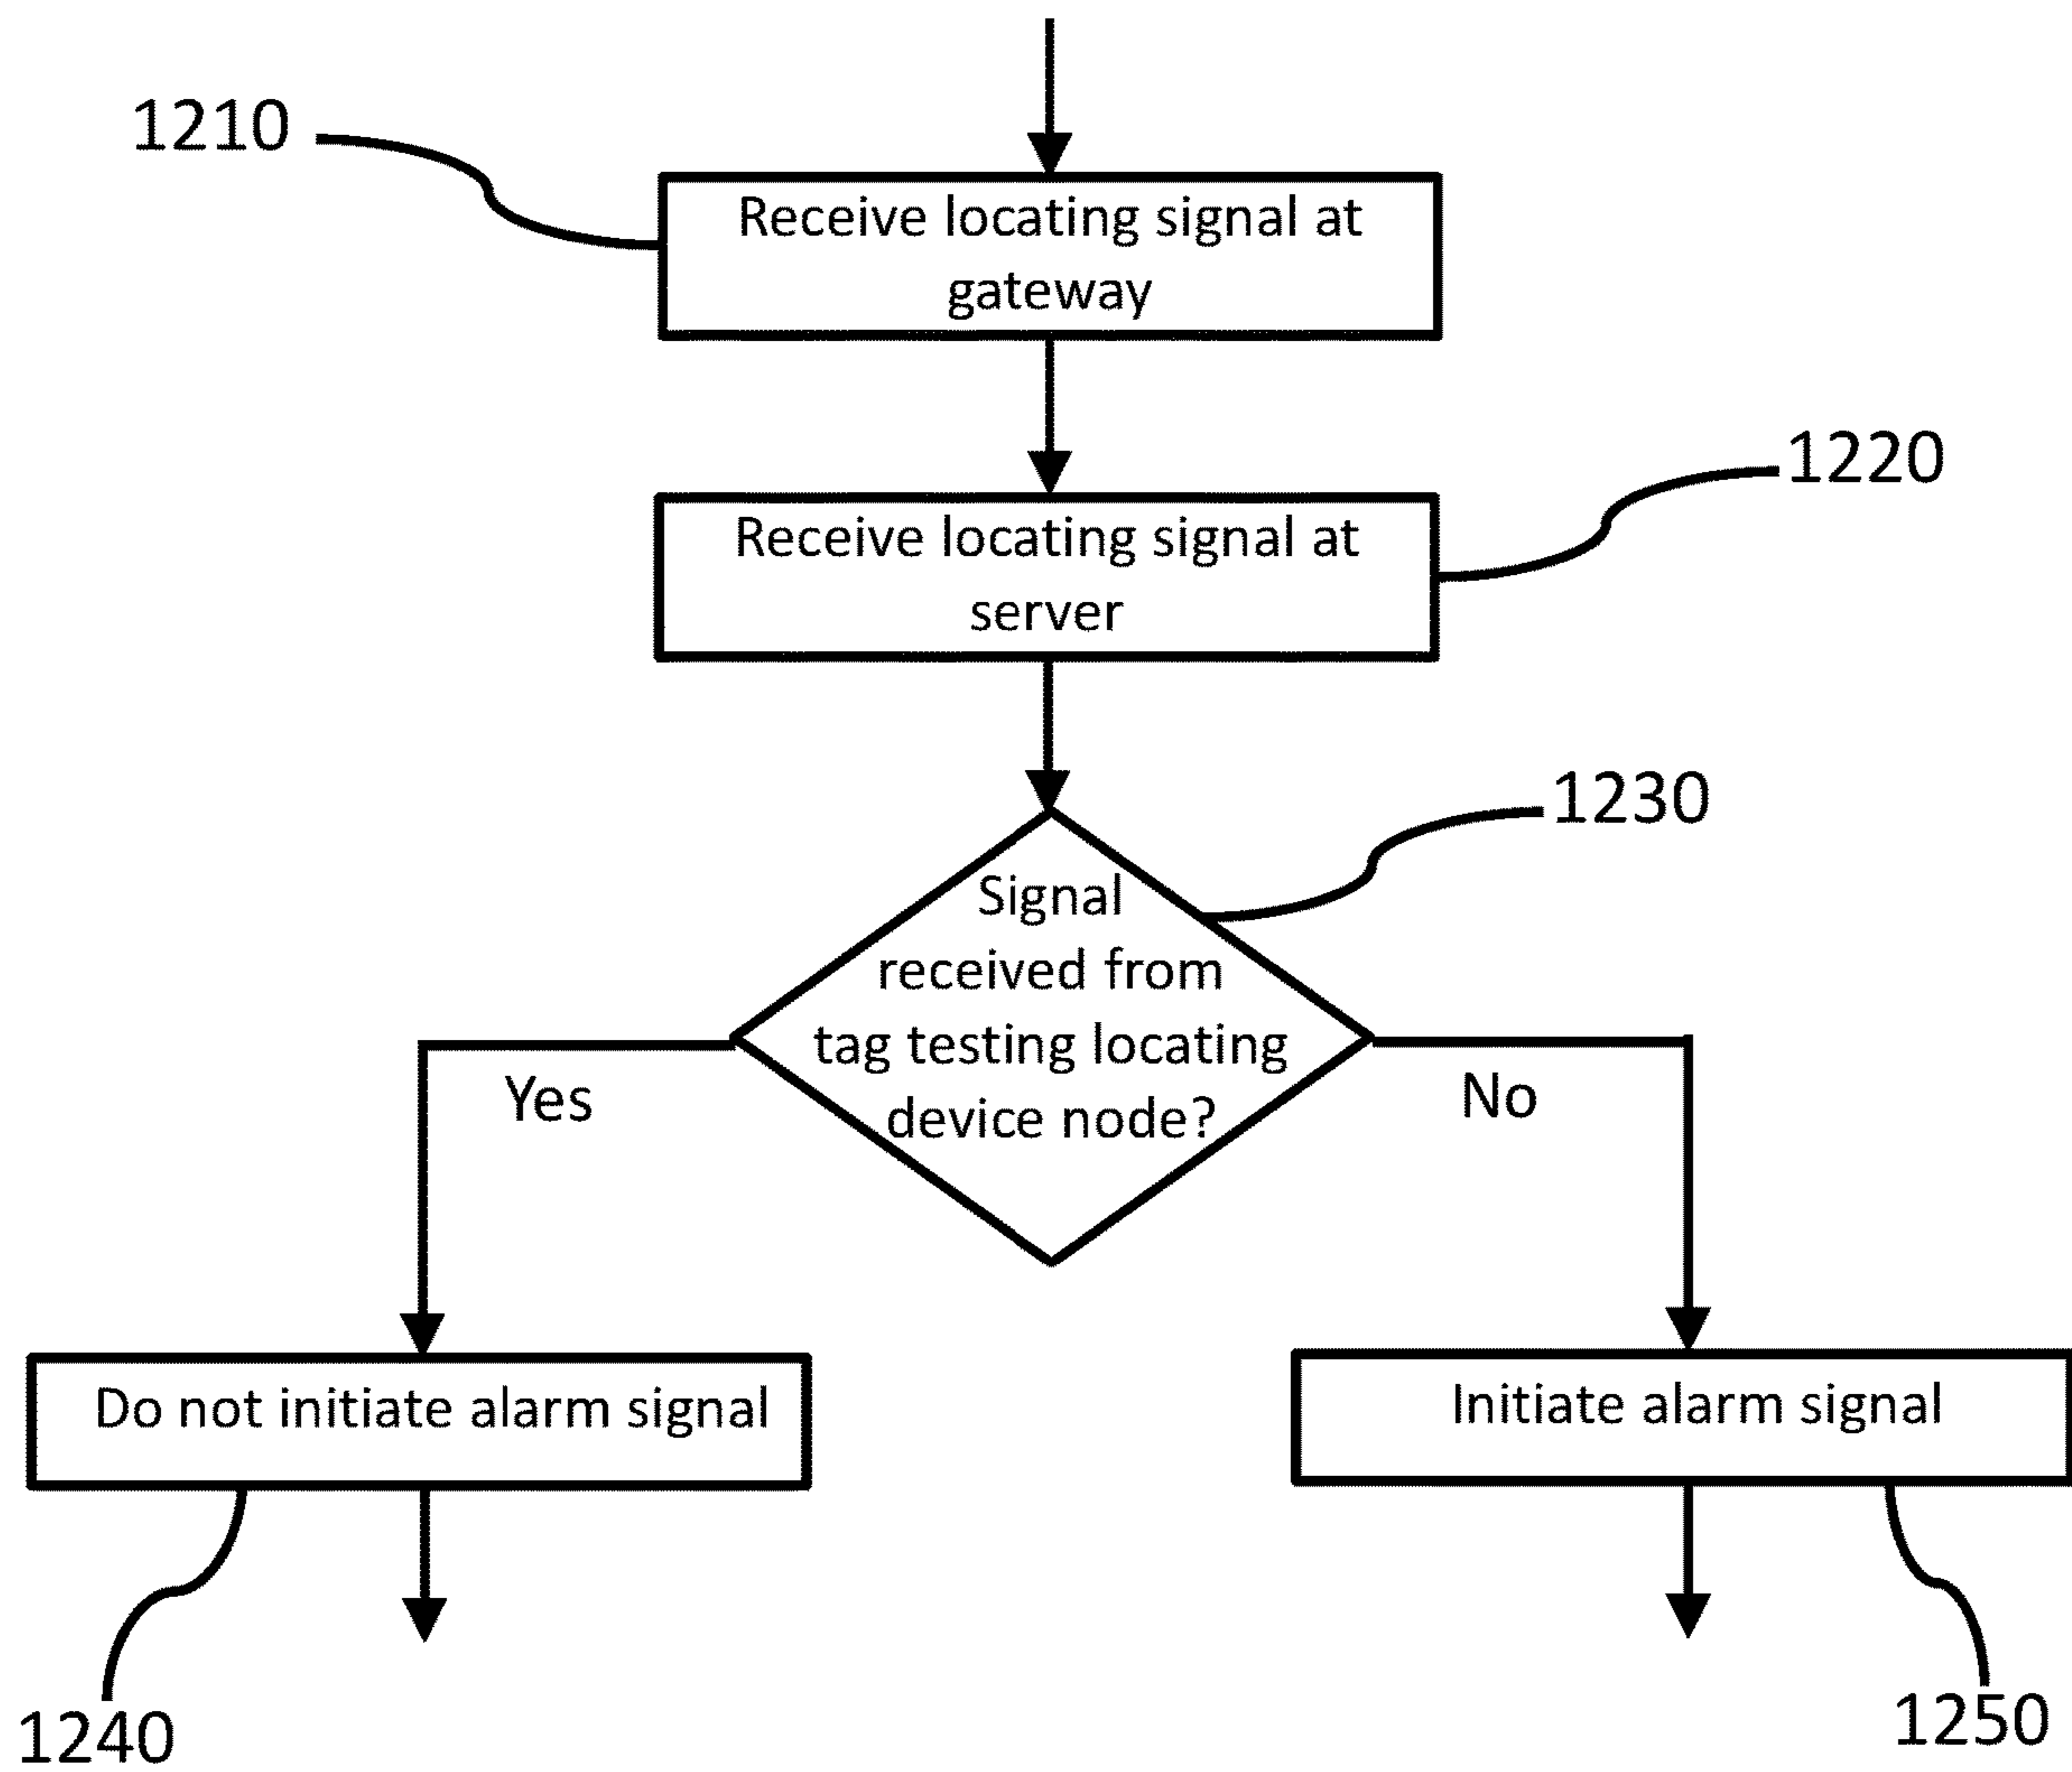 1210
Receive locating signal at
gateway
1220
Receive locating signal at
server
1230
Signal
received from
tag testing locating
device node?
Yes
No
Do not initiate alarm signal
Initiate alarm signal
1240
1250